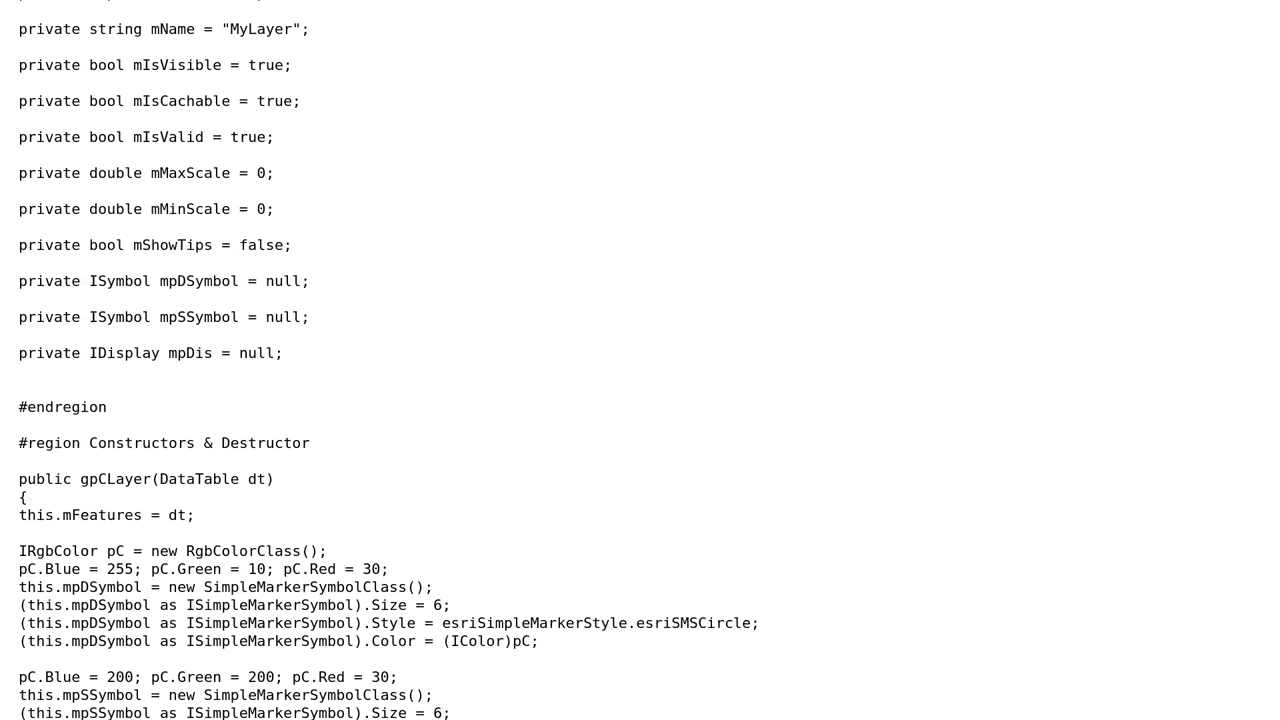 private string mName = "MyLayer";
private bool mIsVisible = true;
private bool mIsCachable = true;
private bool mIsValid = true;
private double mMaxScale = 0;
private double mMinScale = 0;
private bool mShowTips = false;
private ISymbol mpDSymbol = null;
private ISymbol mpSSymbol = null;
private IDisplay mpDis = null;
#endregion
#region Constructors & Destructor
public gpCLayer(DataTable dt)
{
this.mFeatures = dt;
IRgbColor pC = new RgbColorClass();
pC.Blue = 255; pC.Green = 10; pC.Red = 30;
this.mpDSymbol = new SimpleMarkerSymbolClass();
(this.mpDSymbol as ISimpleMarkerSymbol).Size = 6;
(this.mpDSymbol as ISimpleMarkerSymbol).Style = esriSimpleMarkerStyle.esriSMSCircle;
(this.mpDSymbol as ISimpleMarkerSymbol).Color = (IColor)pC;
pC.Blue = 200; pC.Green = 200; pC.Red = 30;
this.mpSSymbol = new SimpleMarkerSymbolClass();
(this.mpSSymbol as ISimpleMarkerSymbol).Size = 6;